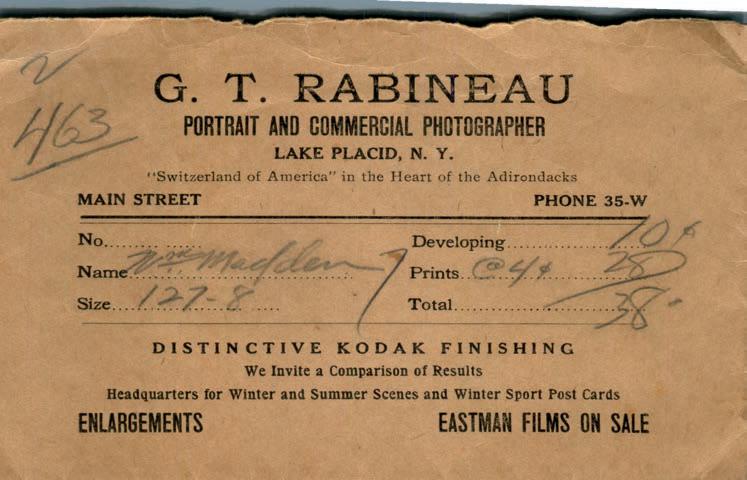 2
463
G. T. RABINEAU
PORTRAIT AND COMMERCIAL PHOTOGRAPHER
LAKE PLACID, N. Y.
"Switzerland of America" in the Heart of the Adirondacks
MAIN STREET PHONE 35-W
No. Developing 10¢
Name Wm Madden 7 Prints @4¢ 28
Size 127-8 Total 38
DISTINCTIVE KODAK FINISHING
We Invite a Comparison of Results
Headquarters for Winter and Summer Scenes and Winter Sport Post Cards
ENLARGEMENTS EASTMAN FILMS ON SALE